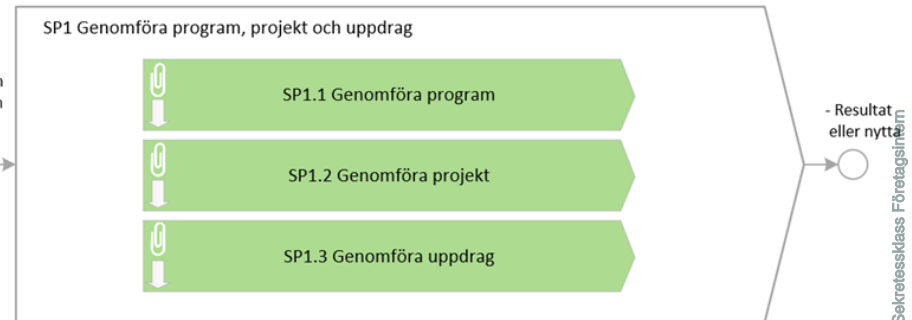 SP1 Genomföra program, projekt och uppdrag
SP1.1 Genomföra program
SP1.2 Genomföra projekt
SP1.3 Genomföra uppdrag
- Resultat
eller nytta
Sekretessklass Företagsintern